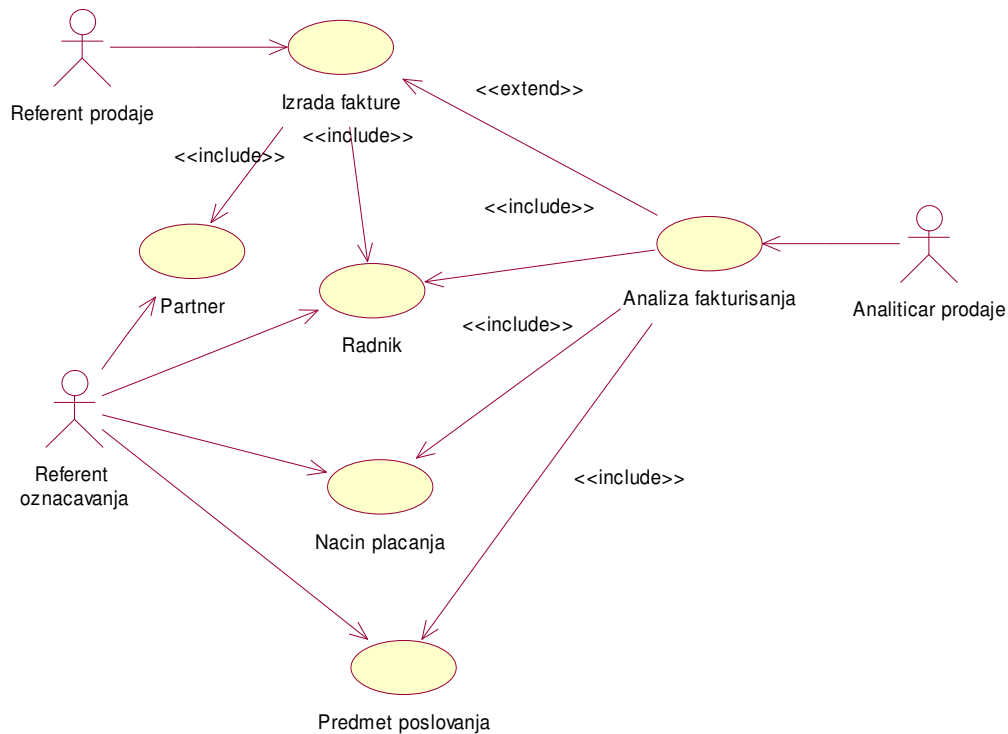 Referent prodaje
Izrada fakture
<<extend>>
<<include>>
<<include>>
<<include>>
Partner
Radnik
Analiza fakturisanja
Analiticar prodaje
<<include>>
Referent
oznacavanja
<<include>>
Nacin placanja
Predmet poslovanja